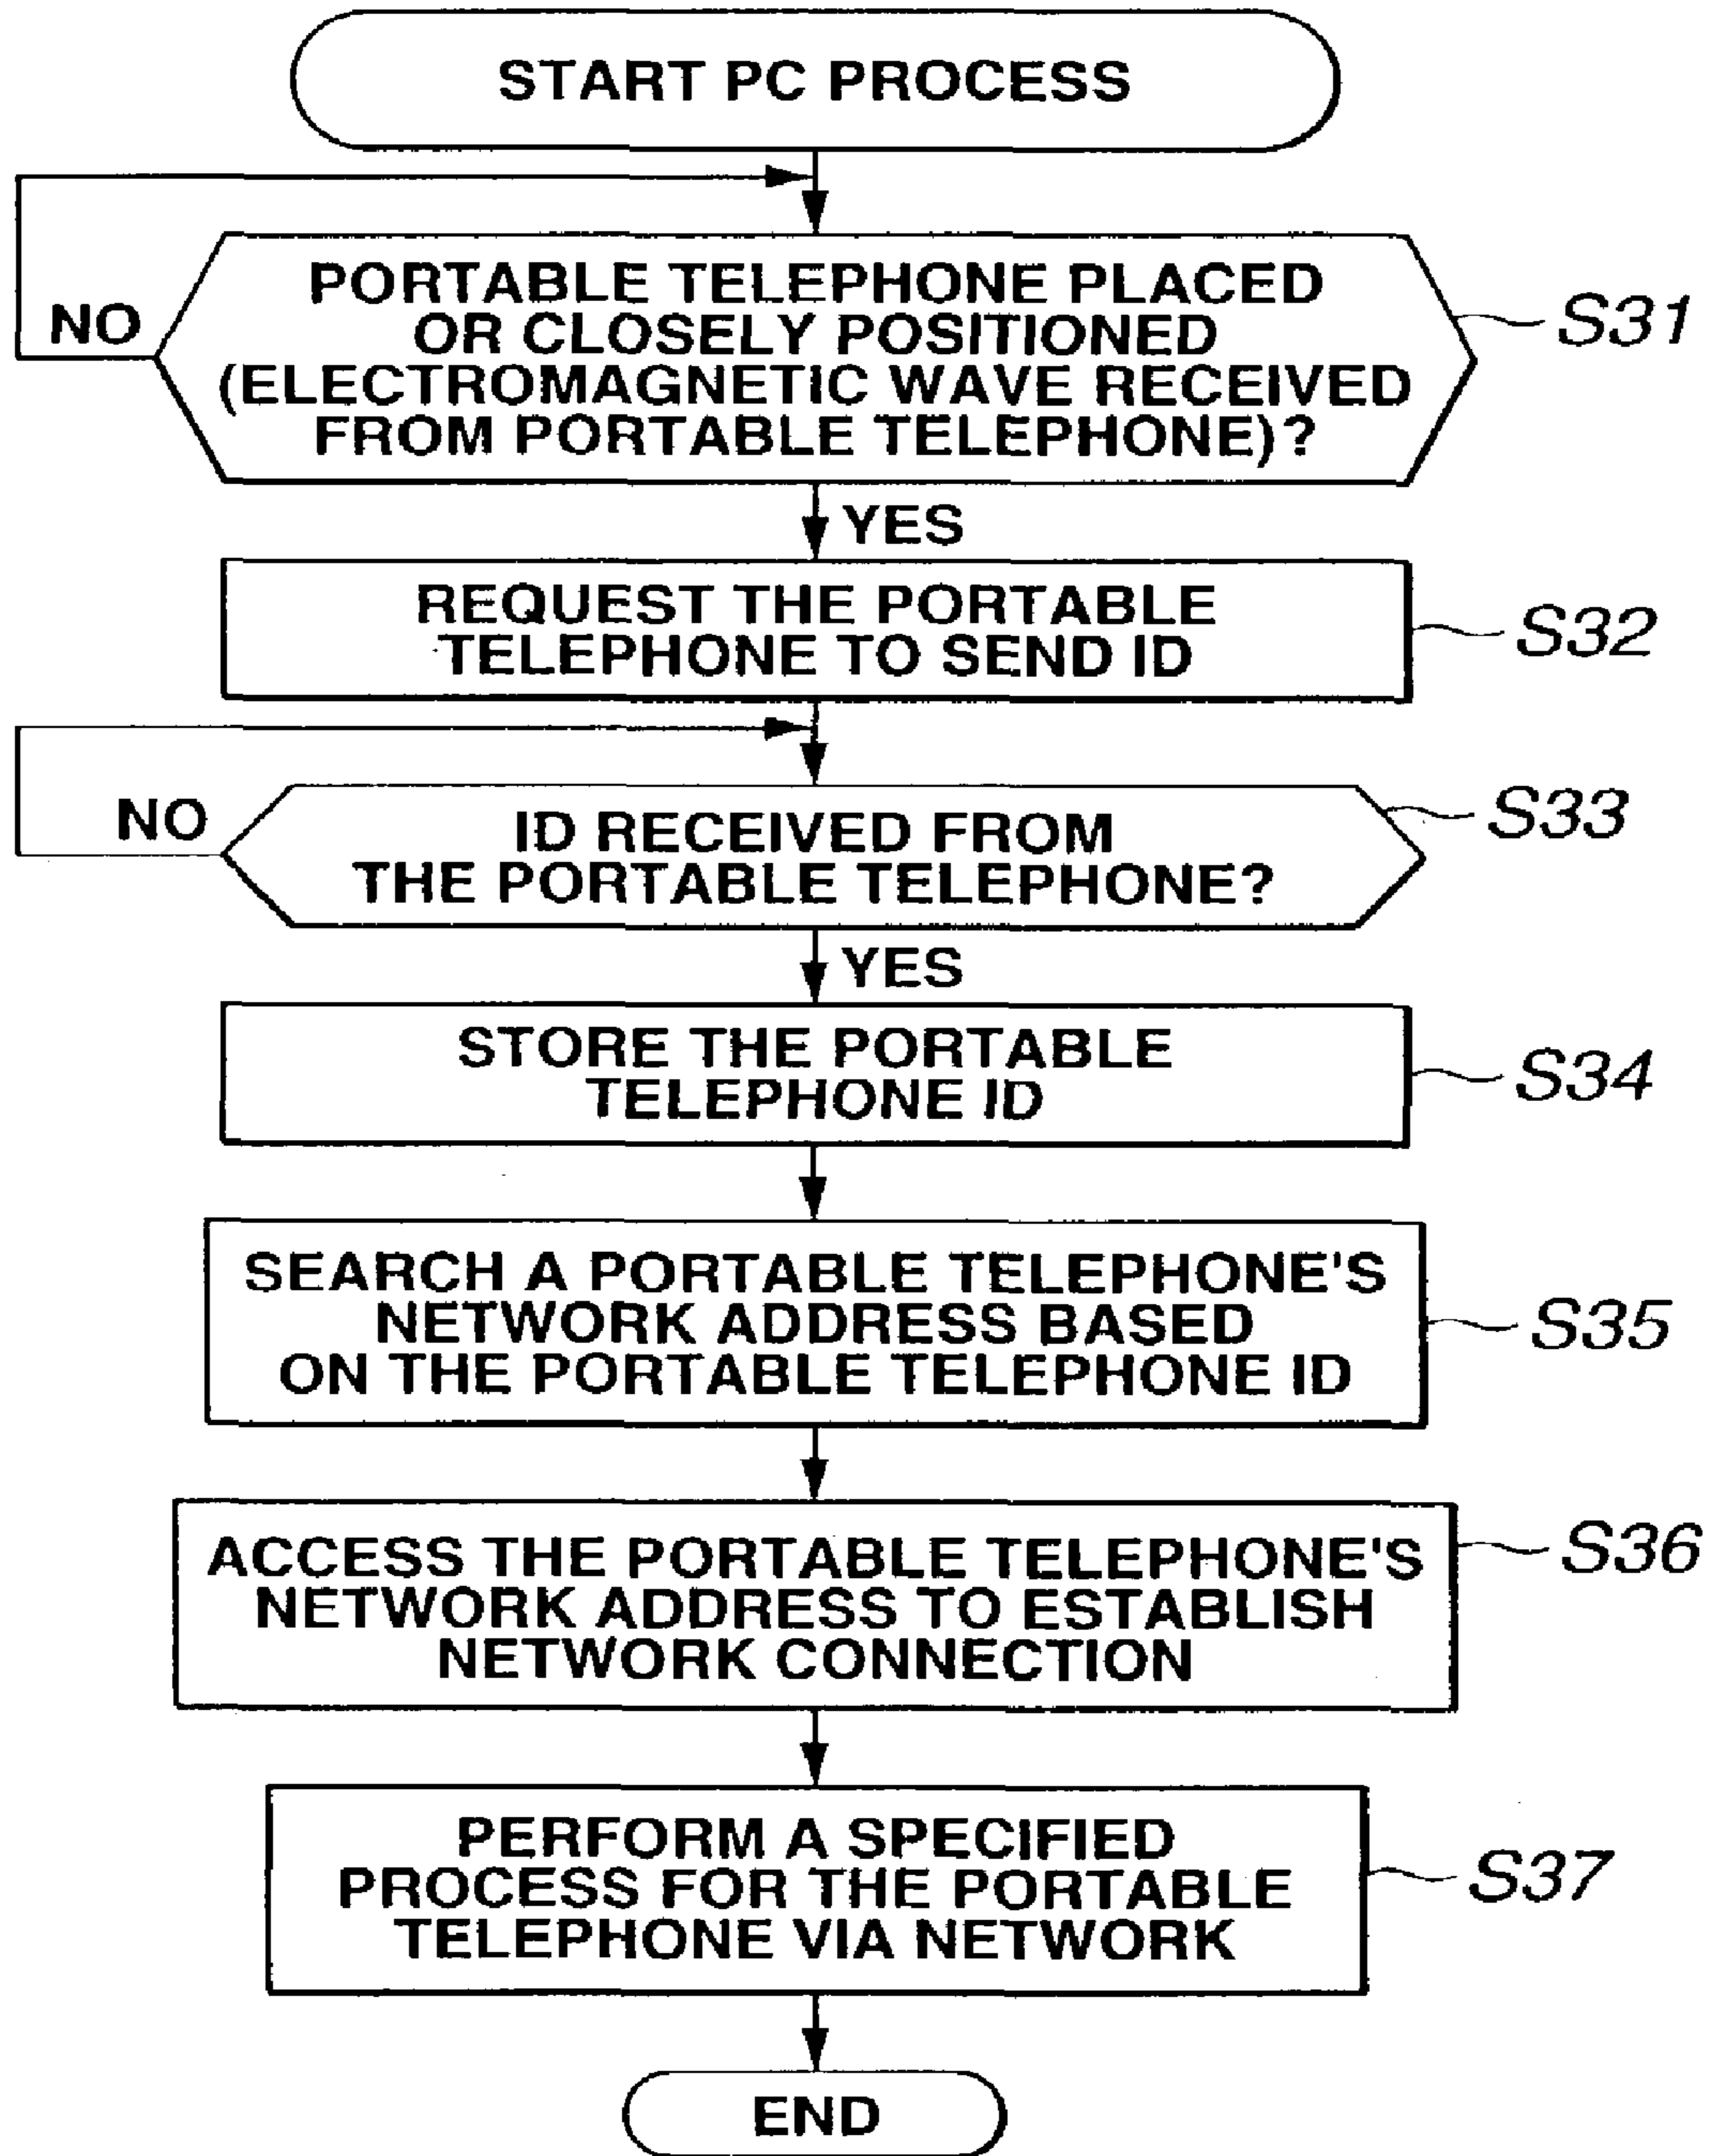 START PC PROCESS
NO
PORTABLE TELEPHONE PLACED
OR CLOSELY POSITIONED
(ELECTROMAGNETIC WAVE RECEIVED
FROM PORTABLE TELEPHONE)?
S31
YES
REQUEST THE PORTABLE
TELEPHONE TO SEND ID
S32
NO
ID RECEIVED FROM
THE PORTABLE TELEPHONE?
S33
YES
STORE THE PORTABLE
TELEPHONE ID
S34
SEARCH A PORTABLE TELEPHONE'S
NETWORK ADDRESS BASED
ON THE PORTABLE TELEPHONE ID
S35
ACCESS THE PORTABLE TELEPHONE'S
NETWORK ADDRESS TO ESTABLISH
NETWORK CONNECTION
S36
PERFORM A SPECIFIED
PROCESS FOR THE PORTABLE
TELEPHONE VIA NETWORK
S37
END